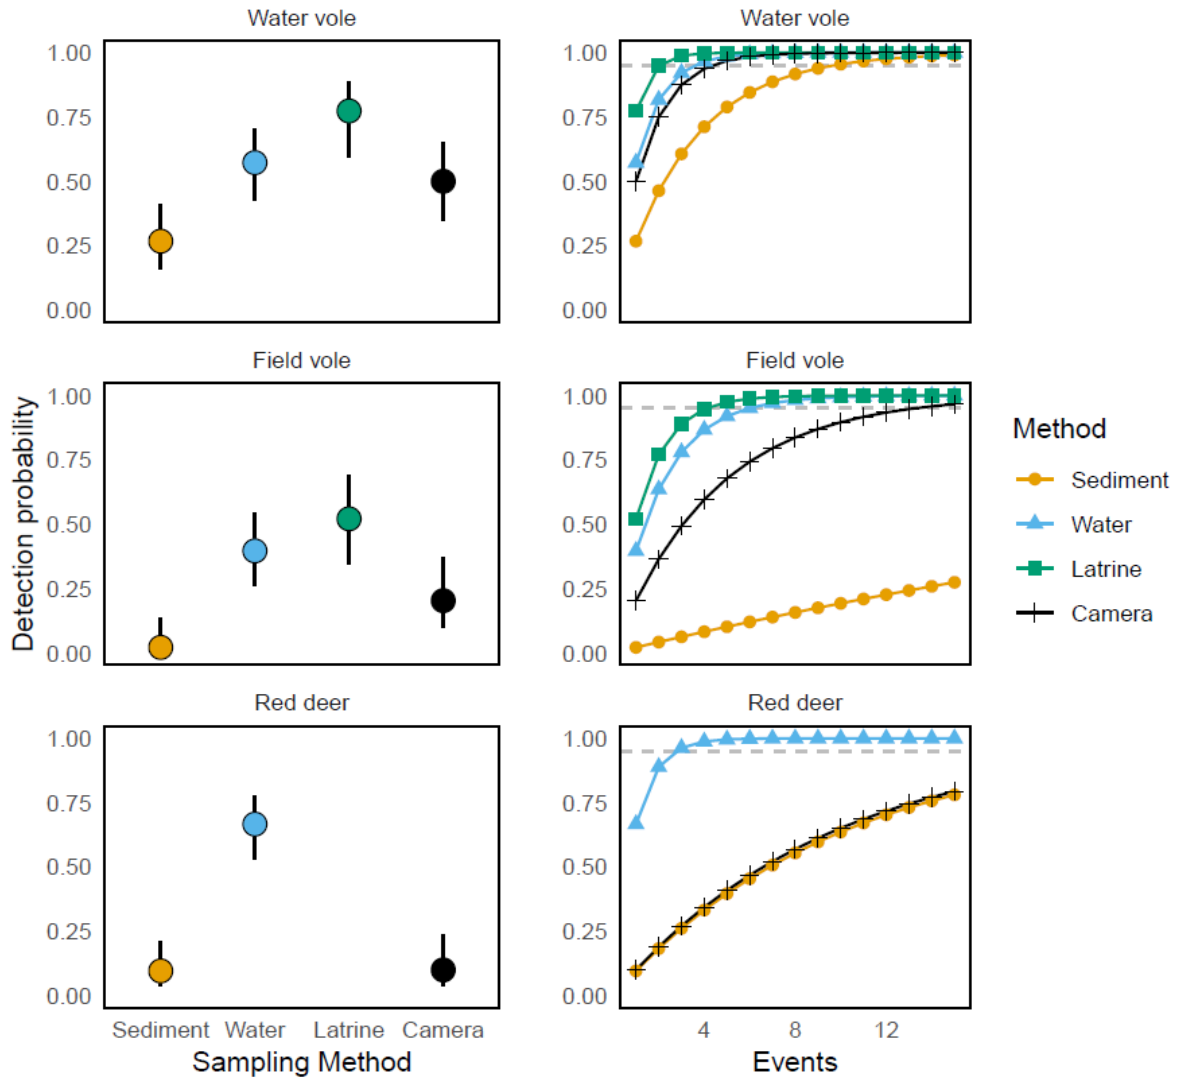 Water vole
Water vole
1.00
0.75
0.50
0.25
0.00
1.00
0.75
0.50
0.25
0.00
Field vole
Field vole
1.00
0.75
0.50
0.25
0.00
1.00
0.75
0.50
0.25
0.00
Detection probability
Red deer
Red deer
1.00
0.75
0.50
0.25
0.00
1.00
0.75
0.50
0.25
0.00
Sediment Water Latrine Camera
4 8 12
Sampling Method
Events
Method
Sediment
Water
Latrine
Camera